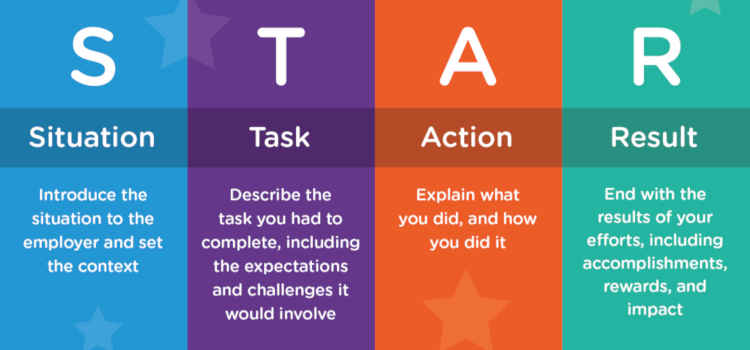 S
T
A
R
Situation
Task
Action
Result
Introduce the
situation to the
employer and set
the context
Describe the
task you had to
complete, including
the expectations
and challenges it
would involve
Explain what
you did, and how
you did it
End with the
results of your
efforts, including
accomplishments,
rewards, and
impact